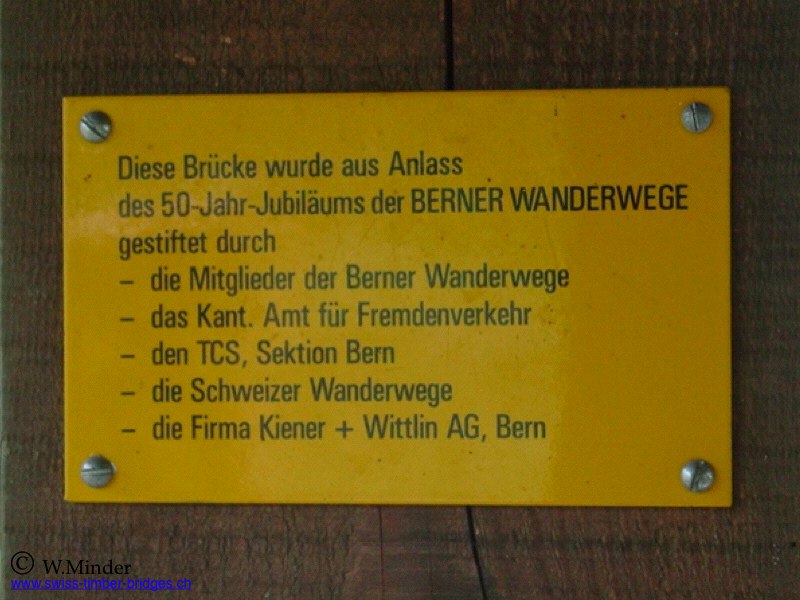 Diese Brücke wurde aus Anlass
des 50-Jahr-Jubiläums der BERNER WANDERWEGE
gestiftet durch
– die Mitglieder der Berner Wanderwege
– das Kant. Amt für Fremdenverkehr
– den TCS, Sektion Bern
– die Schweizer Wanderwege
– die Firma Kiener + Wittlin AG, Bern
© W.Minder
www.swiss-timber-bridges.ch